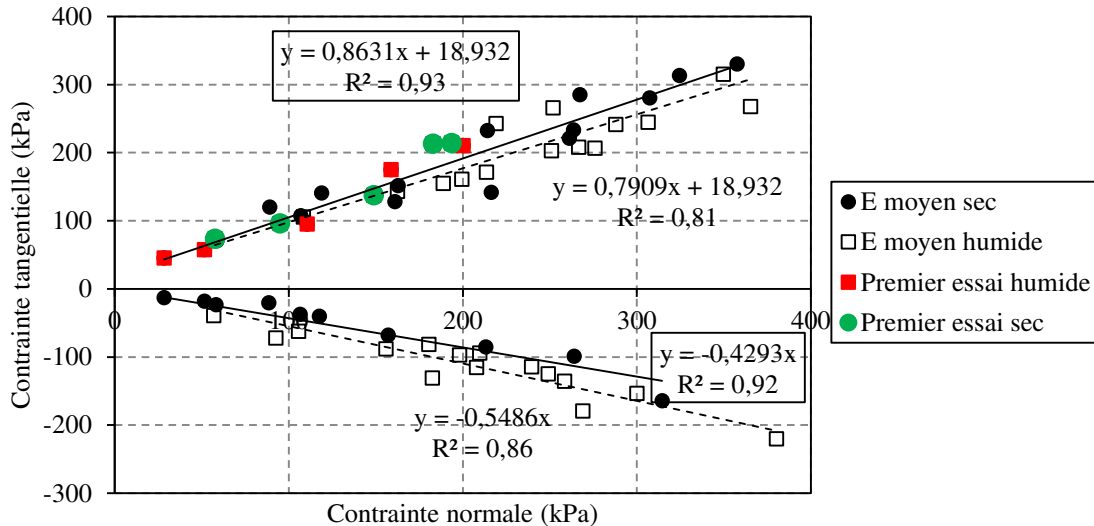 400
300
200
100
0
-100
-200
-300
Contrainte tangentielle (kPa)
0
100
200
300
400
Contrainte normale (kPa)
y = 0,8631x + 18,932
R² = 0,93
y = 0,7909x + 18,932
R² = 0,81
y = -0,4293x
R² = 0,92
y = -0,5486x
R² = 0,86
E moyen sec
E moyen humide
Premier essai humide
Premier essai sec